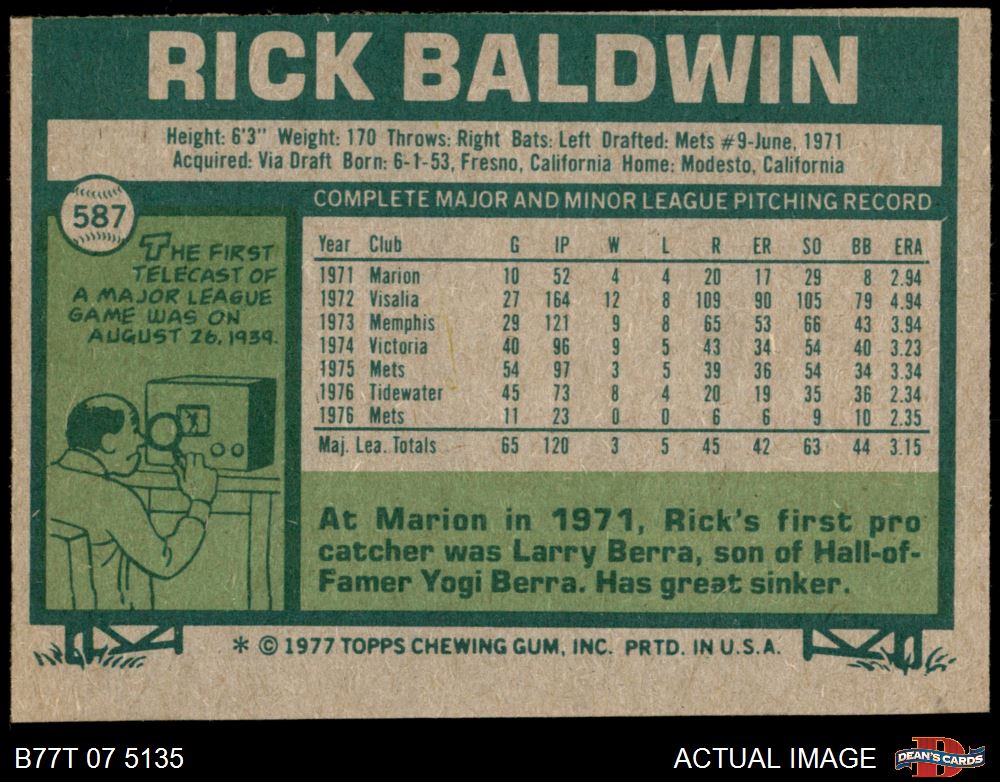 RICK BALDWIN
Height: 6'3" Weight: 170 Throws: Right Bats: Left Drafted: Mets #9-June, 1971
Acquired: Via Draft Born: 6-1-53, Fresno, California Home: Modesto, California
587
THE FIRST
TELECAST OF
A MAJOR LEAGUE
GAME WAS ON
AUGUST 26, 1939.
COMPLETE MAJOR AND MINOR LEAGUE PITCHING RECORD
Year Club G IP W L R ER SO BB ERA
1971 Marion 10 52 4 4 20 17 29 8 2.94
1972 Visalia 27 164 12 8 109 90 105 79 4.94
1973 Memphis 29 121 9 8 65 53 66 43 3.94
1974 Victoria 40 96 9 5 43 34 54 40 3.23
1975 Mets 54 97 3 5 39 36 54 34 3.34
1976 Tidewater 45 73 8 4 20 19 35 36 2.34
1976 Mets 11 23 0 0 6 6 9 10 2.35
Maj. Lea. Totals 65 120 3 5 45 42 63 44 3.15
At Marion in 1971, Rick's first pro
catcher was Larry Berra, son of Hall-of-
Famer Yogi Berra. Has great sinker.
* © 1977 TOPPS CHEWING GUM, INC. PRTD. IN U.S.A.
B77T 07 5135
ACTUAL IMAGE
D
DEAN'S CARDS